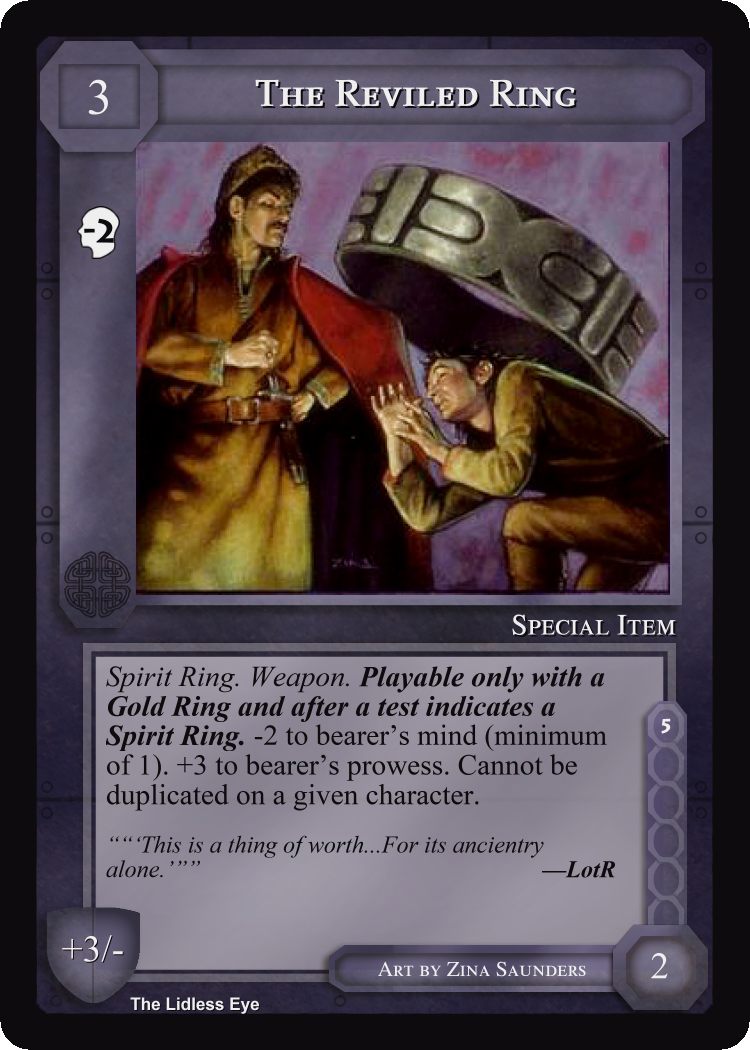 3
THE REVILED RING
-2
ZINA
SPECIAL ITEM
Spirit Ring. Weapon. Playable only with a
Gold Ring and after a test indicates a
Spirit Ring. -2 to bearer’s mind (minimum
of 1). +3 to bearer’s prowess. Cannot be
duplicated on a given character.
5
““‘This is a thing of worth...For its ancientry
alone.’””
—LotR
+3/-
ART BY ZINA SAUNDERS
2
The Lidless Eye